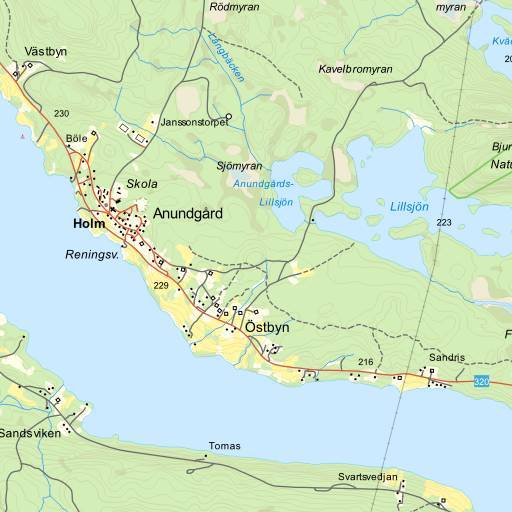 Rödmyran
myran
Västbyn
Långbäcken
Kavelbromyran
230
Janssonstorpet
Böle
Sjömyran
Skola
Anundgårds-
Lillsjön
Lillsjön
223
Anundgård
Holm
Reningsv.
229
Östbyn
216
Sandris
320
Sandsviken
Tomas
Svartsvedjan